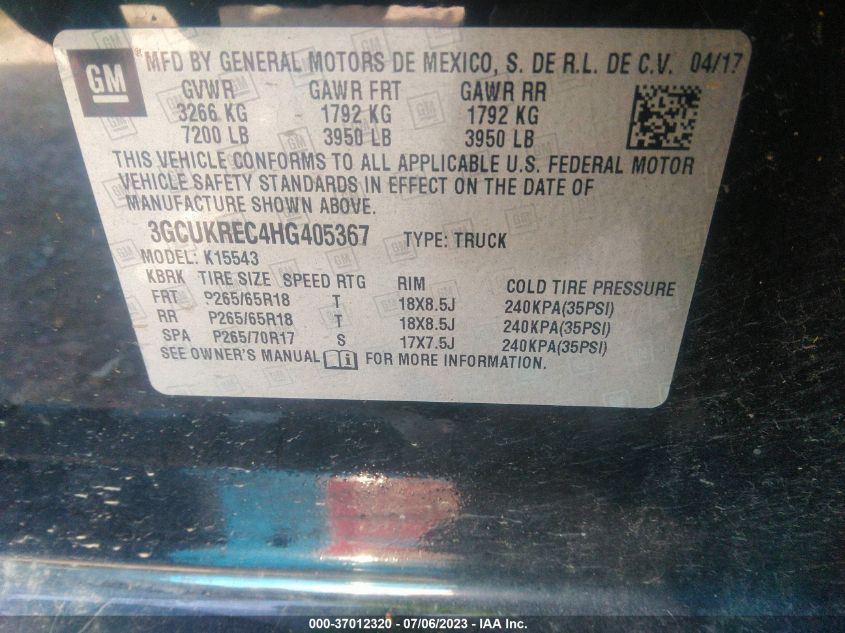 GM MFD BY GENERAL MOTORS DE MEXICO, S. DE R.L. DE C.V. 04/17
GVWR GAWR FRT GAWR RR
3266 KG 1792 KG 1792 KG
7200 LB 3950 LB 3950 LB
THIS VEHICLE CONFORMS TO ALL APPLICABLE U.S. FEDERAL MOTOR
VEHICLE SAFETY STANDARDS IN EFFECT ON THE DATE OF
MANUFACTURE SHOWN ABOVE.
3GCUKREC4HG405367 TYPE: TRUCK
MODEL: K15543
KBRK TIRE SIZE SPEED RTG RIM COLD TIRE PRESSURE
FRT P265/65R18 T 18X8.5J 240KPA(35PSI)
RR P265/65R18 T 18X8.5J 240KPA(35PSI)
SPA P265/70R17 S 17X7.5J 240KPA(35PSI)
SEE OWNER'S MANUAL FOR MORE INFORMATION.
000-37012320 - 07/06/2023 - IAA Inc.